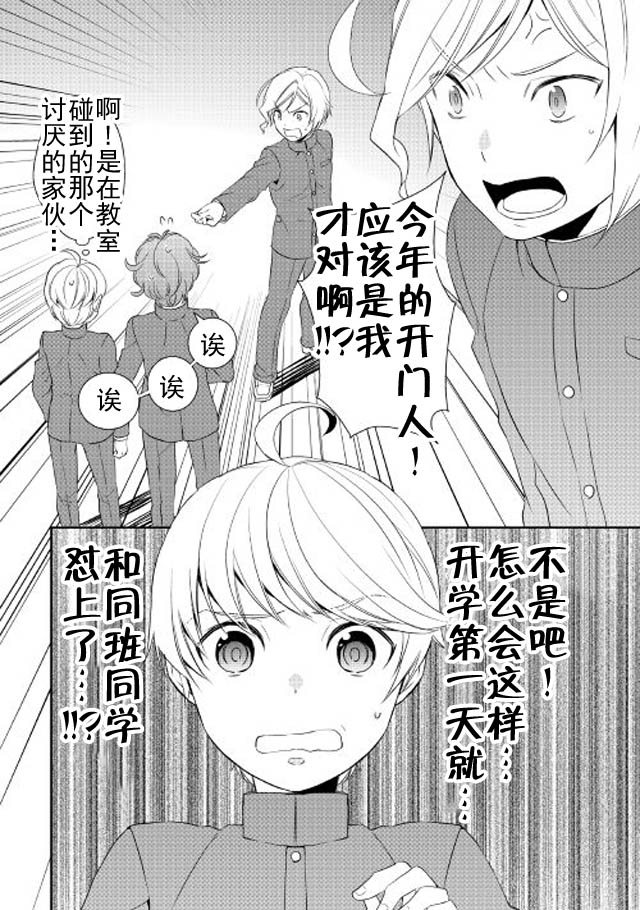 今年的开门人！
应该是我
才对啊!!?
啊！是在教室
碰到的那个
讨厌的家伙…
诶
诶
诶
不是吧！
怎么会这样…
开学第一天就……
和同班同学
怼上了……!!?